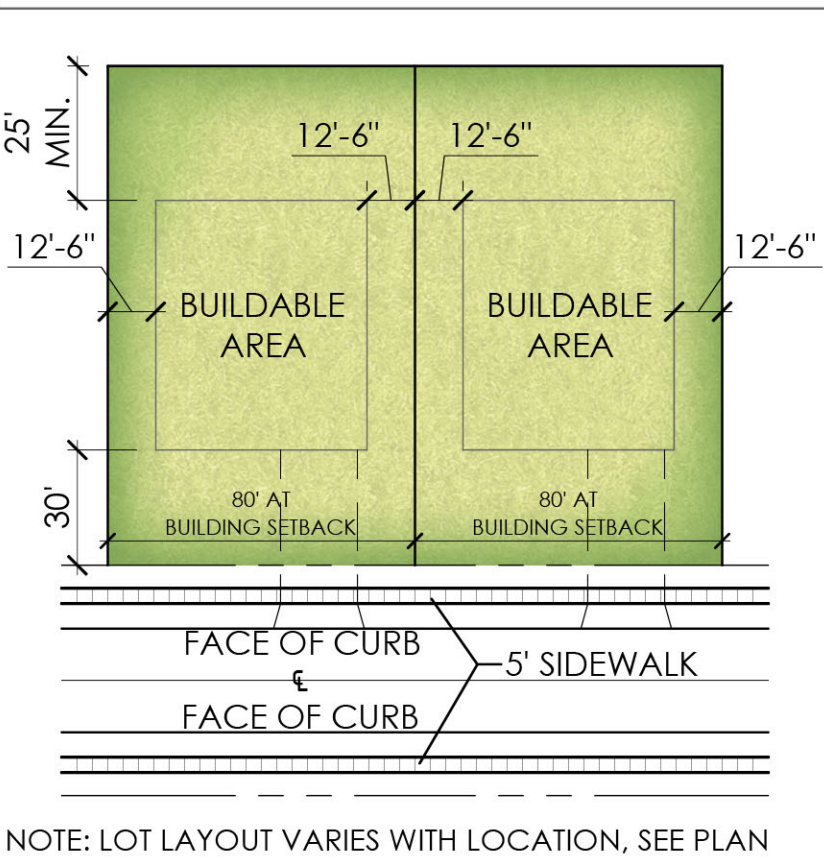 25'
MIN.
12'-6" 12'-6"
12'-6" 12'-6"
BUILDABLE
AREA
BUILDABLE
AREA
30'
80' AT
BUILDING SETBACK
80' AT
BUILDING SETBACK
FACE OF CURB
℄
5' SIDEWALK
FACE OF CURB
NOTE: LOT LAYOUT VARIES WITH LOCATION, SEE PLAN